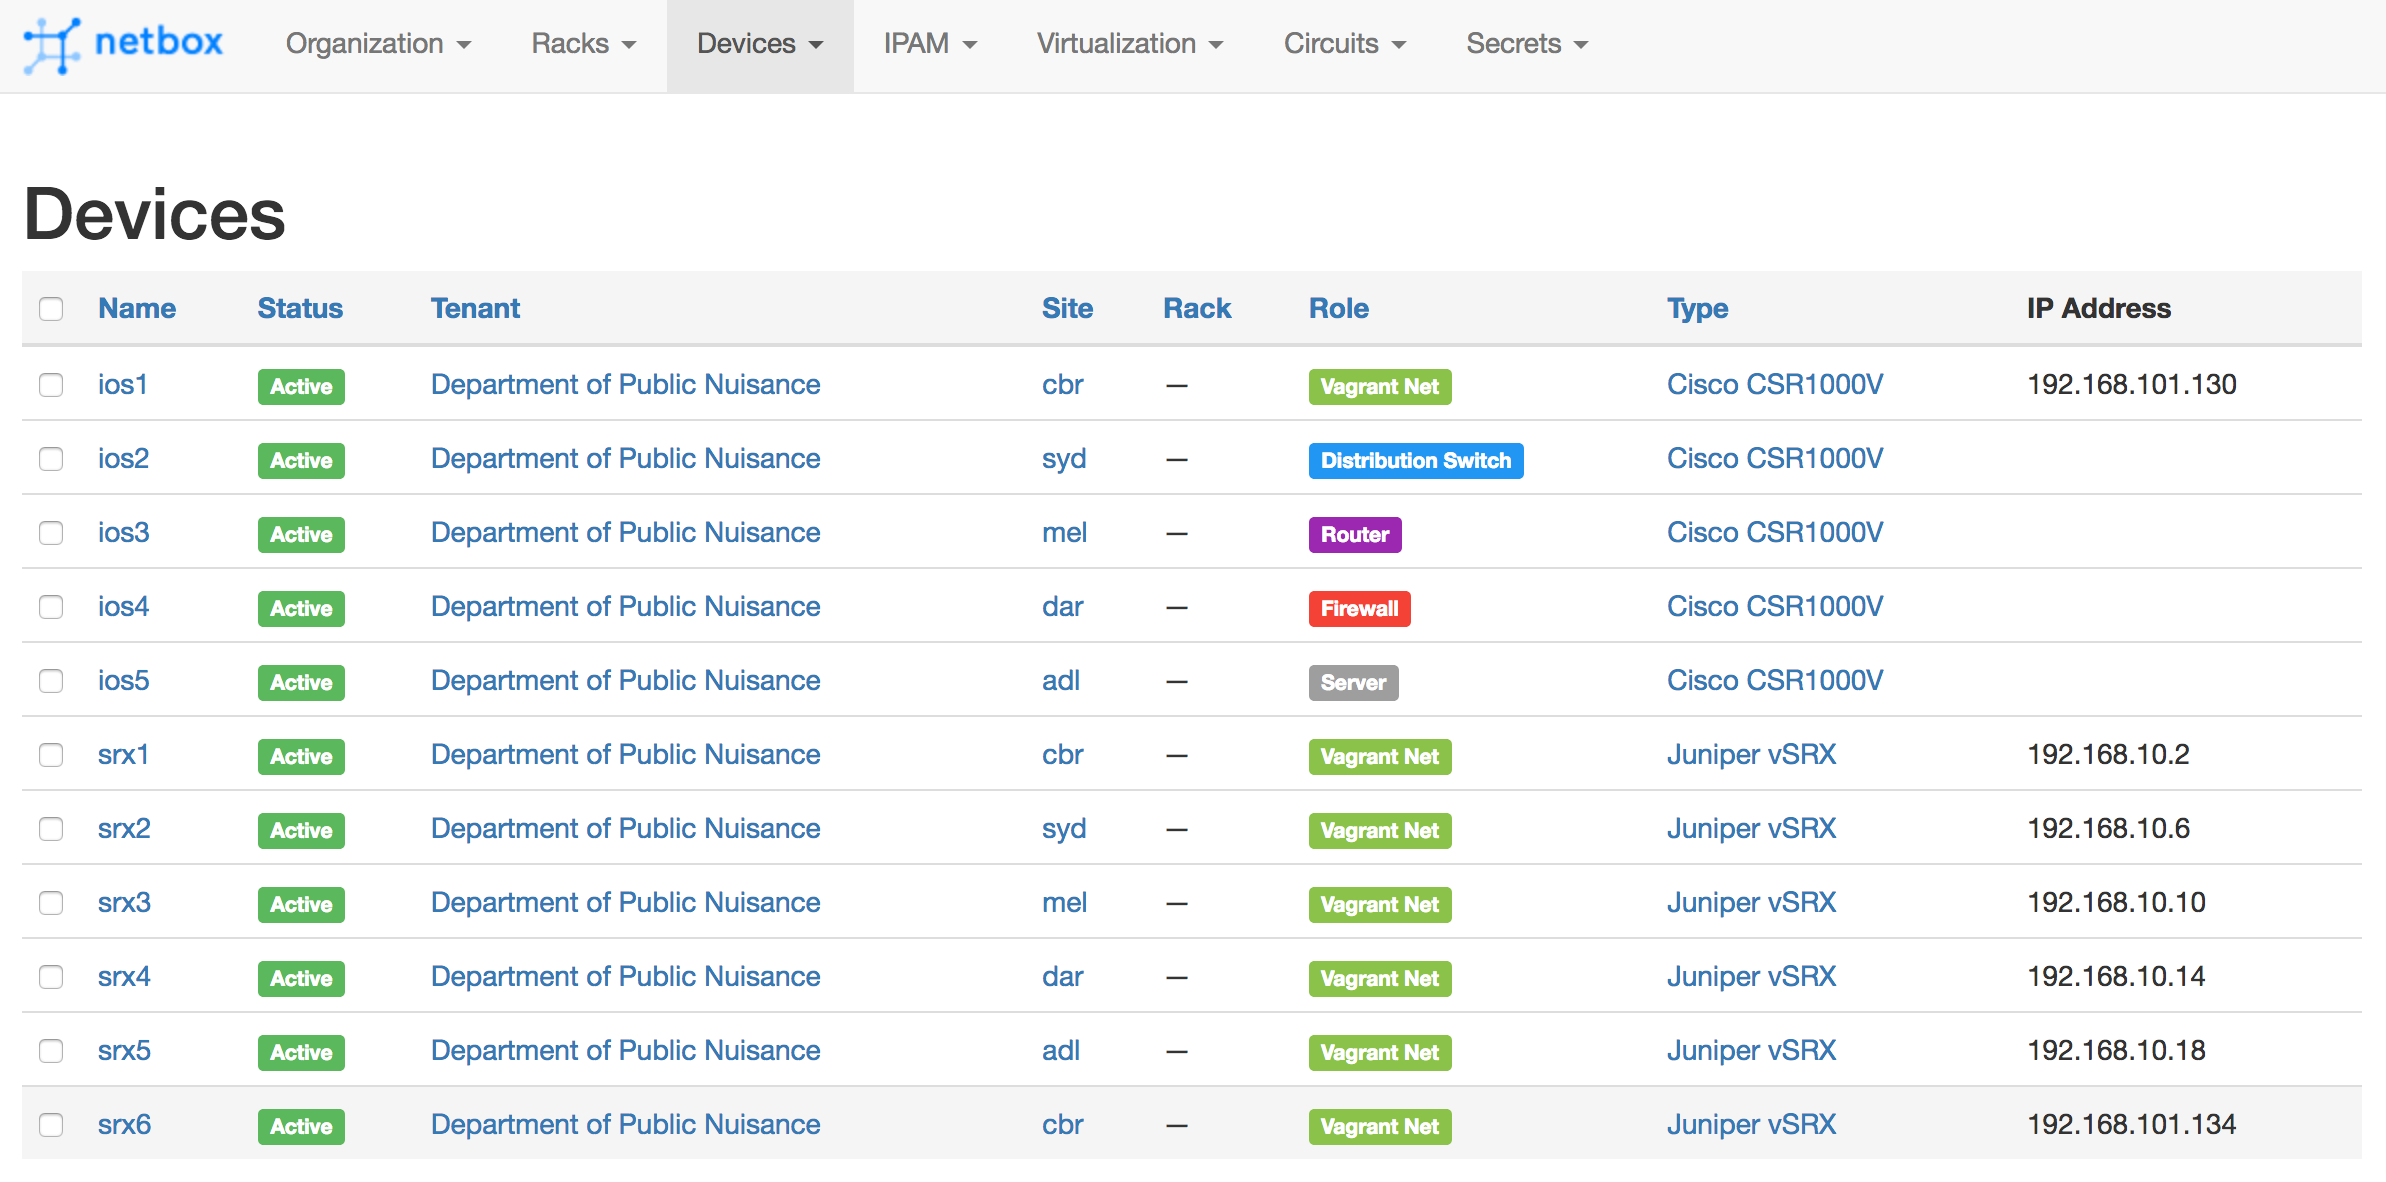 netbox Organization Racks Devices IPAM Virtualization Circuits Secrets
Devices
Name Status Tenant Site Rack Role Type IP Address
ios1 Active Department of Public Nuisance cbr — Vagrant Net Cisco CSR1000V 192.168.101.130
ios2 Active Department of Public Nuisance syd — Distribution Switch Cisco CSR1000V
ios3 Active Department of Public Nuisance mel — Router Cisco CSR1000V
ios4 Active Department of Public Nuisance dar — Firewall Cisco CSR1000V
ios5 Active Department of Public Nuisance adl — Server Cisco CSR1000V
srx1 Active Department of Public Nuisance cbr — Vagrant Net Juniper vSRX 192.168.10.2
srx2 Active Department of Public Nuisance syd — Vagrant Net Juniper vSRX 192.168.10.6
srx3 Active Department of Public Nuisance mel — Vagrant Net Juniper vSRX 192.168.10.10
srx4 Active Department of Public Nuisance dar — Vagrant Net Juniper vSRX 192.168.10.14
srx5 Active Department of Public Nuisance adl — Vagrant Net Juniper vSRX 192.168.10.18
srx6 Active Department of Public Nuisance cbr — Vagrant Net Juniper vSRX 192.168.101.134